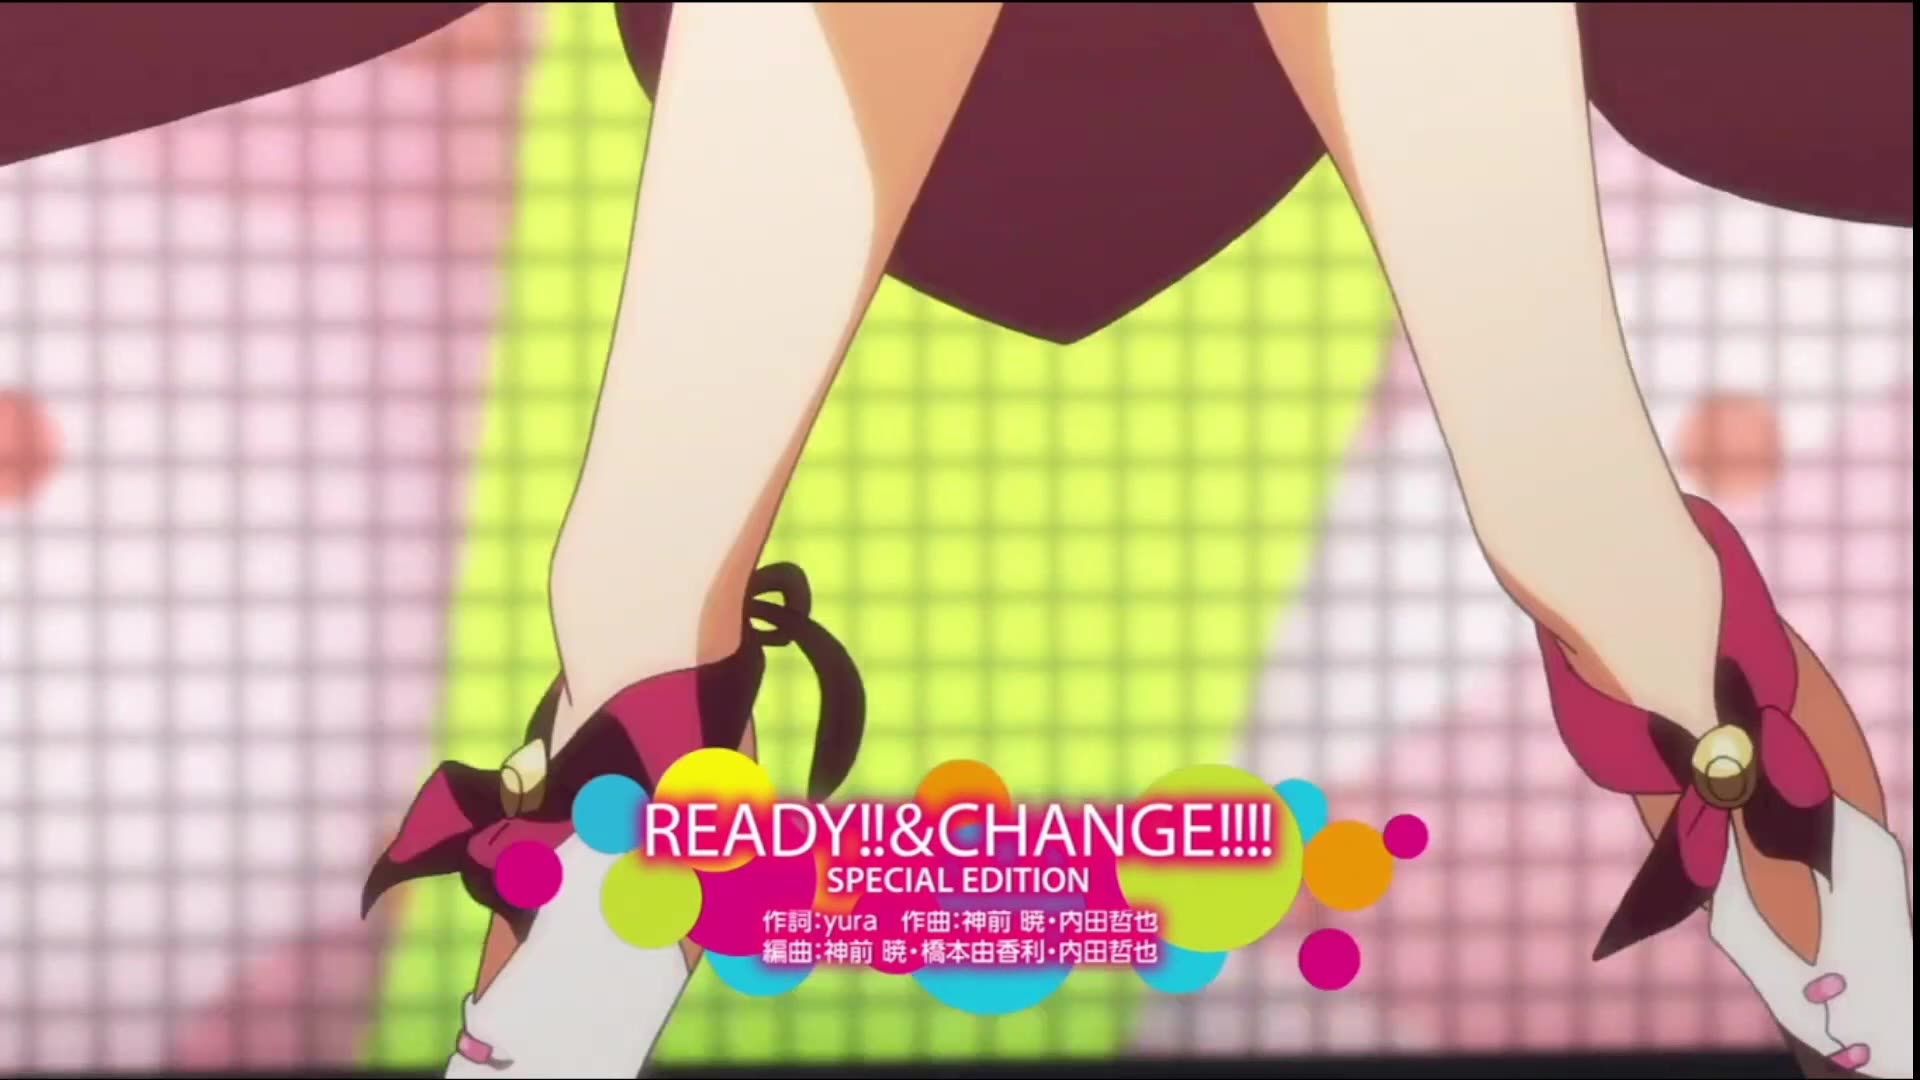 READY!!&CHANGE!!!!
SPECIAL EDITION
作詞：yura　作曲：神前 暁・内田哲也
編曲：神前 暁・橋本由香利・内田哲也